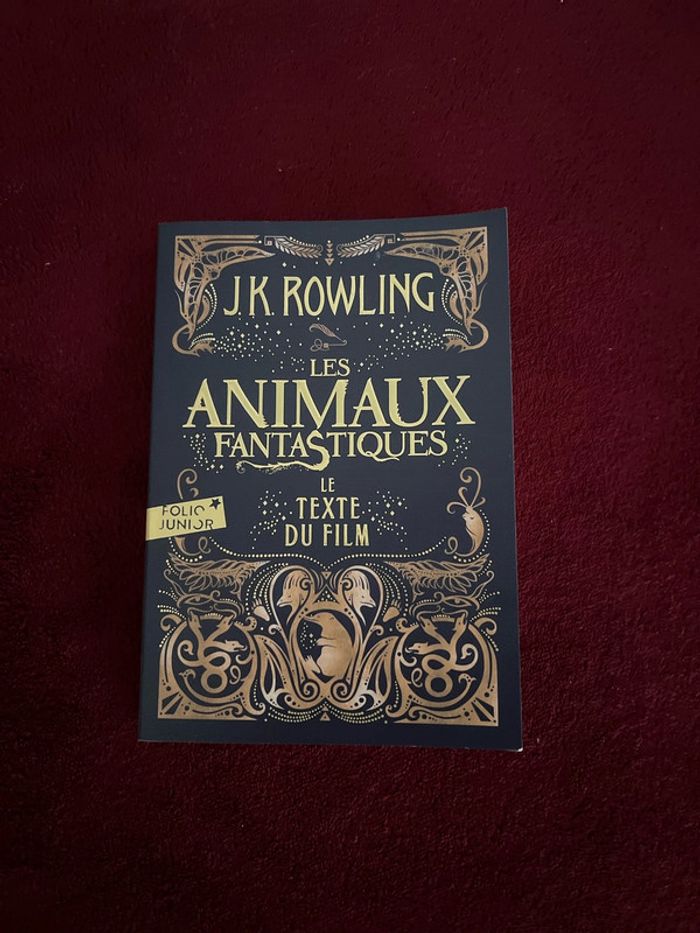 J.K. ROWLING
LES
ANIMAUX
FANTASTIQUES
LE
TEXTE
DU FILM
FOLIO
JUNIOR